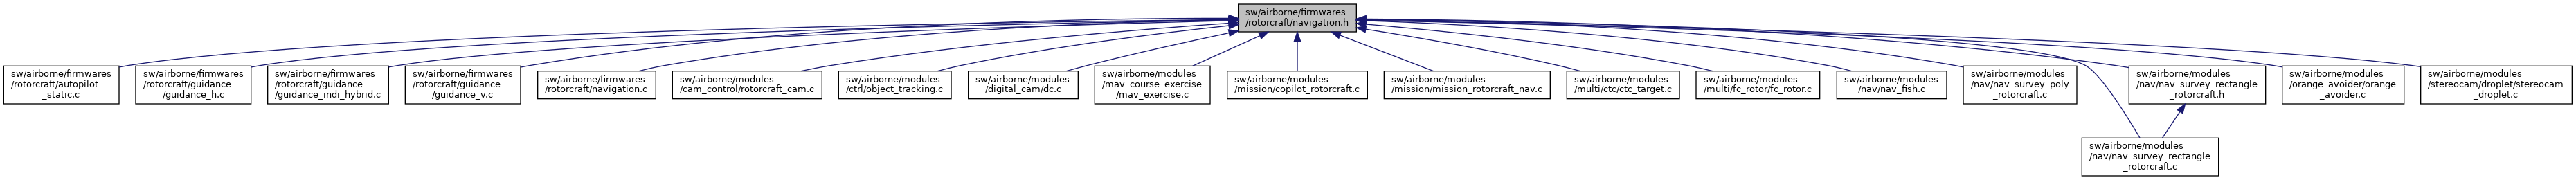 sw/airborne/firmwares
/rotorcraft/navigation.h
sw/airborne/firmwares
/rotorcraft/autopilot
_static.c
sw/airborne/firmwares
/rotorcraft/guidance
/guidance_h.c
sw/airborne/firmwares
/rotorcraft/guidance
/guidance_indi_hybrid.c
sw/airborne/firmwares
/rotorcraft/guidance
/guidance_v.c
sw/airborne/firmwares
/rotorcraft/navigation.c
sw/airborne/modules
/cam_control/rotorcraft_cam.c
sw/airborne/modules
/ctrl/object_tracking.c
sw/airborne/modules
/digital_cam/dc.c
sw/airborne/modules
/mav_course_exercise
/mav_exercise.c
sw/airborne/modules
/mission/copilot_rotorcraft.c
sw/airborne/modules
/mission/mission_rotorcraft_nav.c
sw/airborne/modules
/multi/ctc/ctc_target.c
sw/airborne/modules
/multi/fc_rotor/fc_rotor.c
sw/airborne/modules
/nav/nav_fish.c
sw/airborne/modules
/nav/nav_survey_poly
_rotorcraft.c
sw/airborne/modules
/nav/nav_survey_rectangle
_rotorcraft.h
sw/airborne/modules
/orange_avoider/orange
_avoider.c
sw/airborne/modules
/stereocam/droplet/stereocam
_droplet.c
sw/airborne/modules
/nav/nav_survey_rectangle
_rotorcraft.c